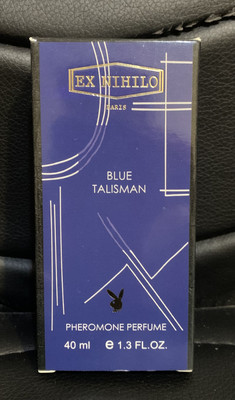 EX NIHILO
PARIS
BLUE
TALISMAN
PHEROMONE PERFUME
40 ml e 1.3 FL.OZ.